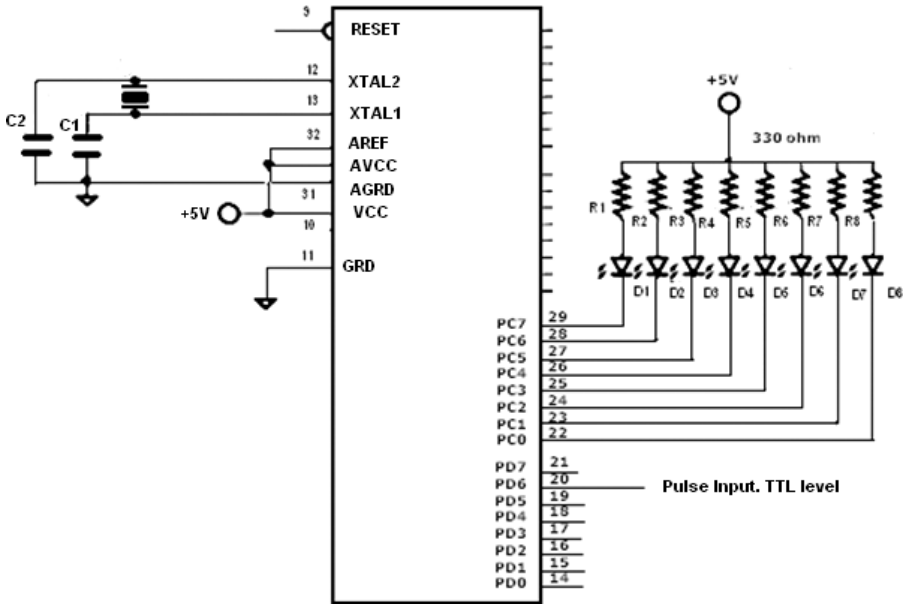 9
RESET
12
XTAL2
13
XTAL1
C2
C1
32
AREF
AVCC
AGRD
31
+5V
VCC
10
11
GRD
+5V
330 ohm
R1 R2 R3 R4 R5 R6 R7 R8
D1 D2 D3 D4 D5 D6 D7 D8
PC7 29
PC6 28
PC5 27
PC4 26
PC3 25
PC2 24
PC1 23
PC0 22
PD7 21
PD6 20
Pulse Input. TTL level
PD5 19
PD4 18
PD3 17
PD2 16
PD1 15
PD0 14